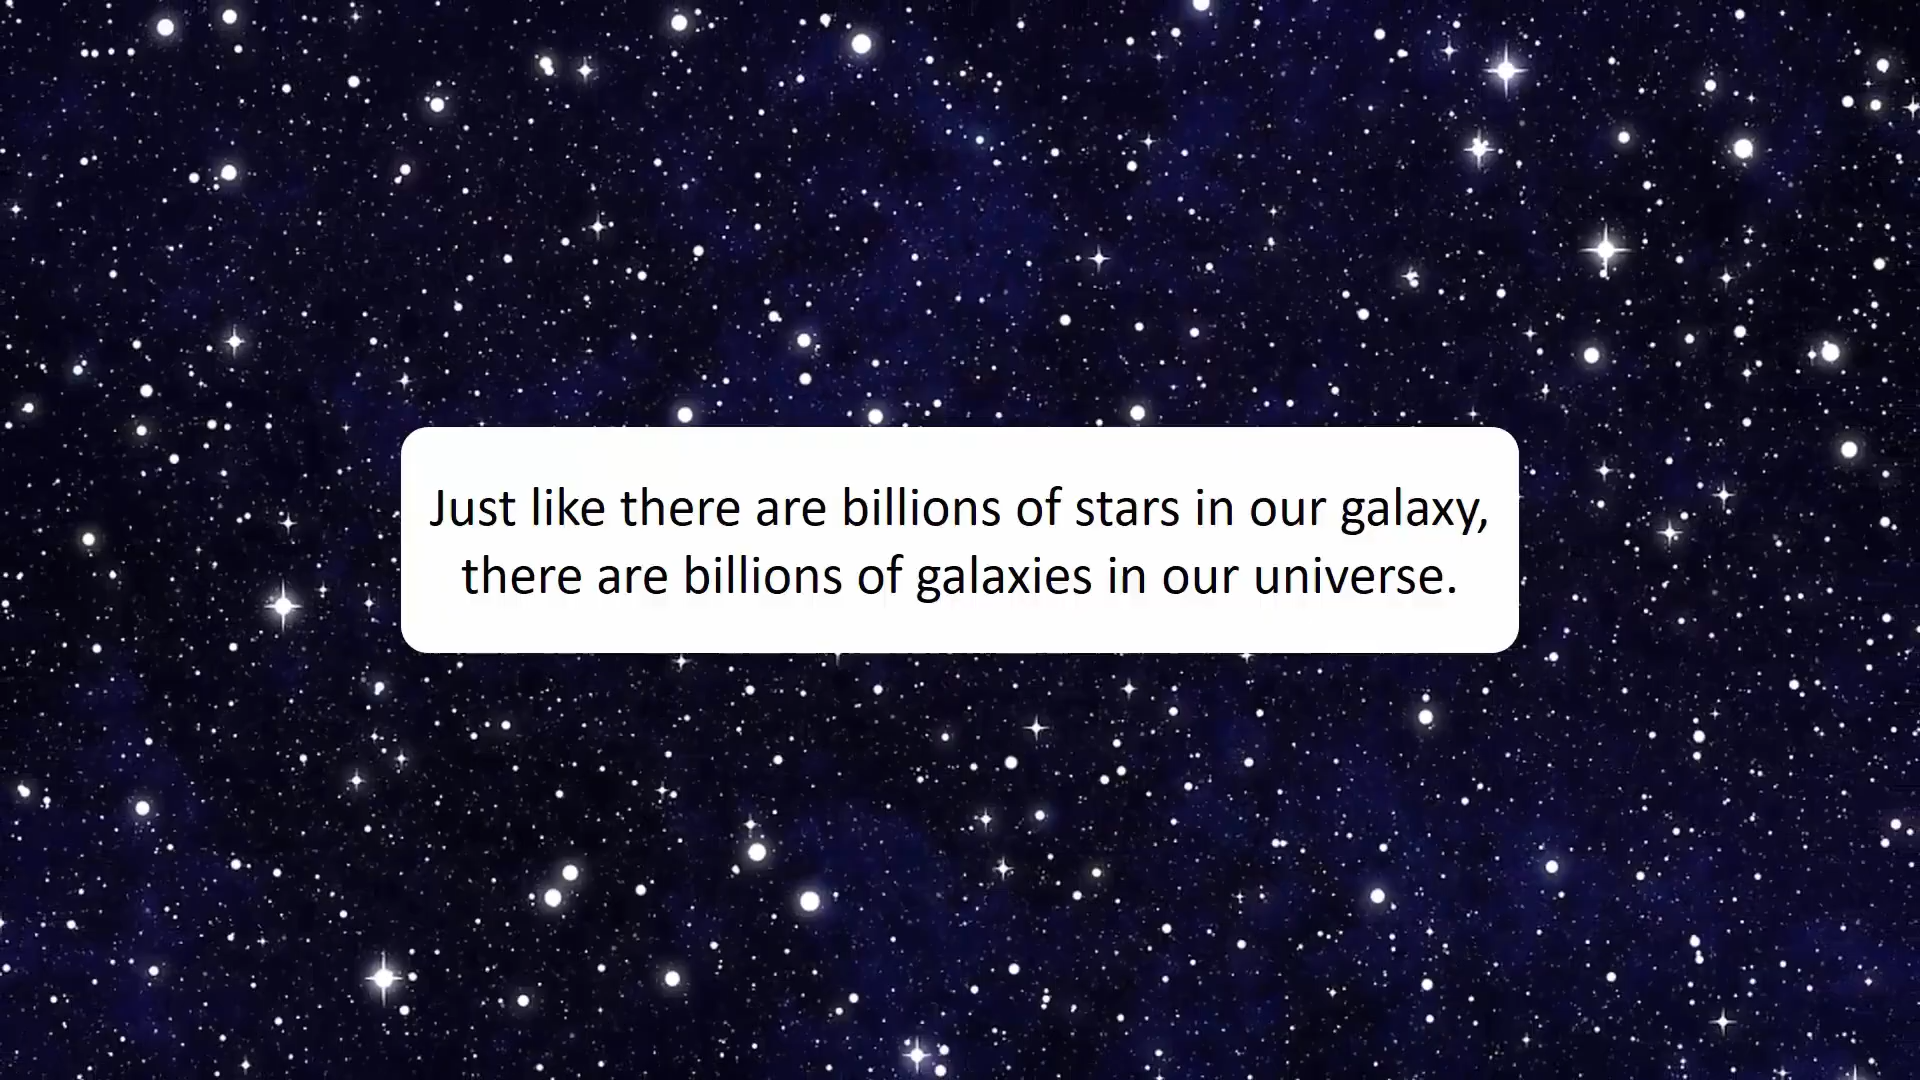 Just like there are billions of stars in our galaxy,
there are billions of galaxies in our universe.